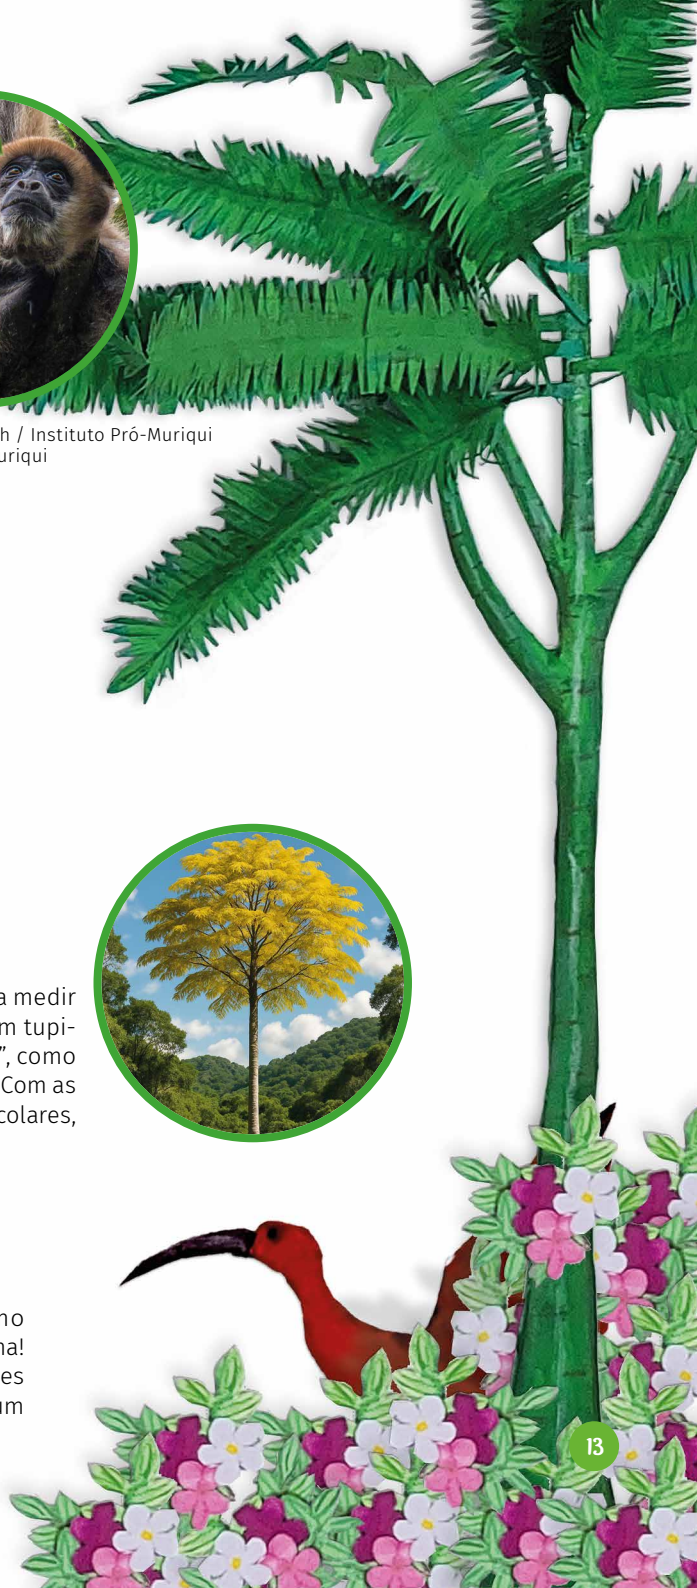 h / Instituto Pró-Muriqui
uriqui
a medir
m tupi-
”, como
Com as
colares,
no
na!
es
um
13